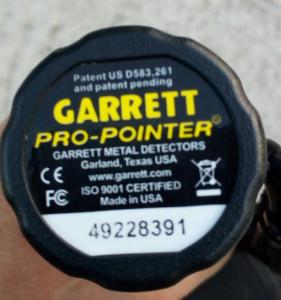 Patent US D583,261
and patent pending
GARRETT
PRO-POINTER®
GARRETT METAL DETECTORS
Garland, Texas USA
CE www.garrett.com
FC ISO 9001 CERTIFIED
Made in USA
49228391